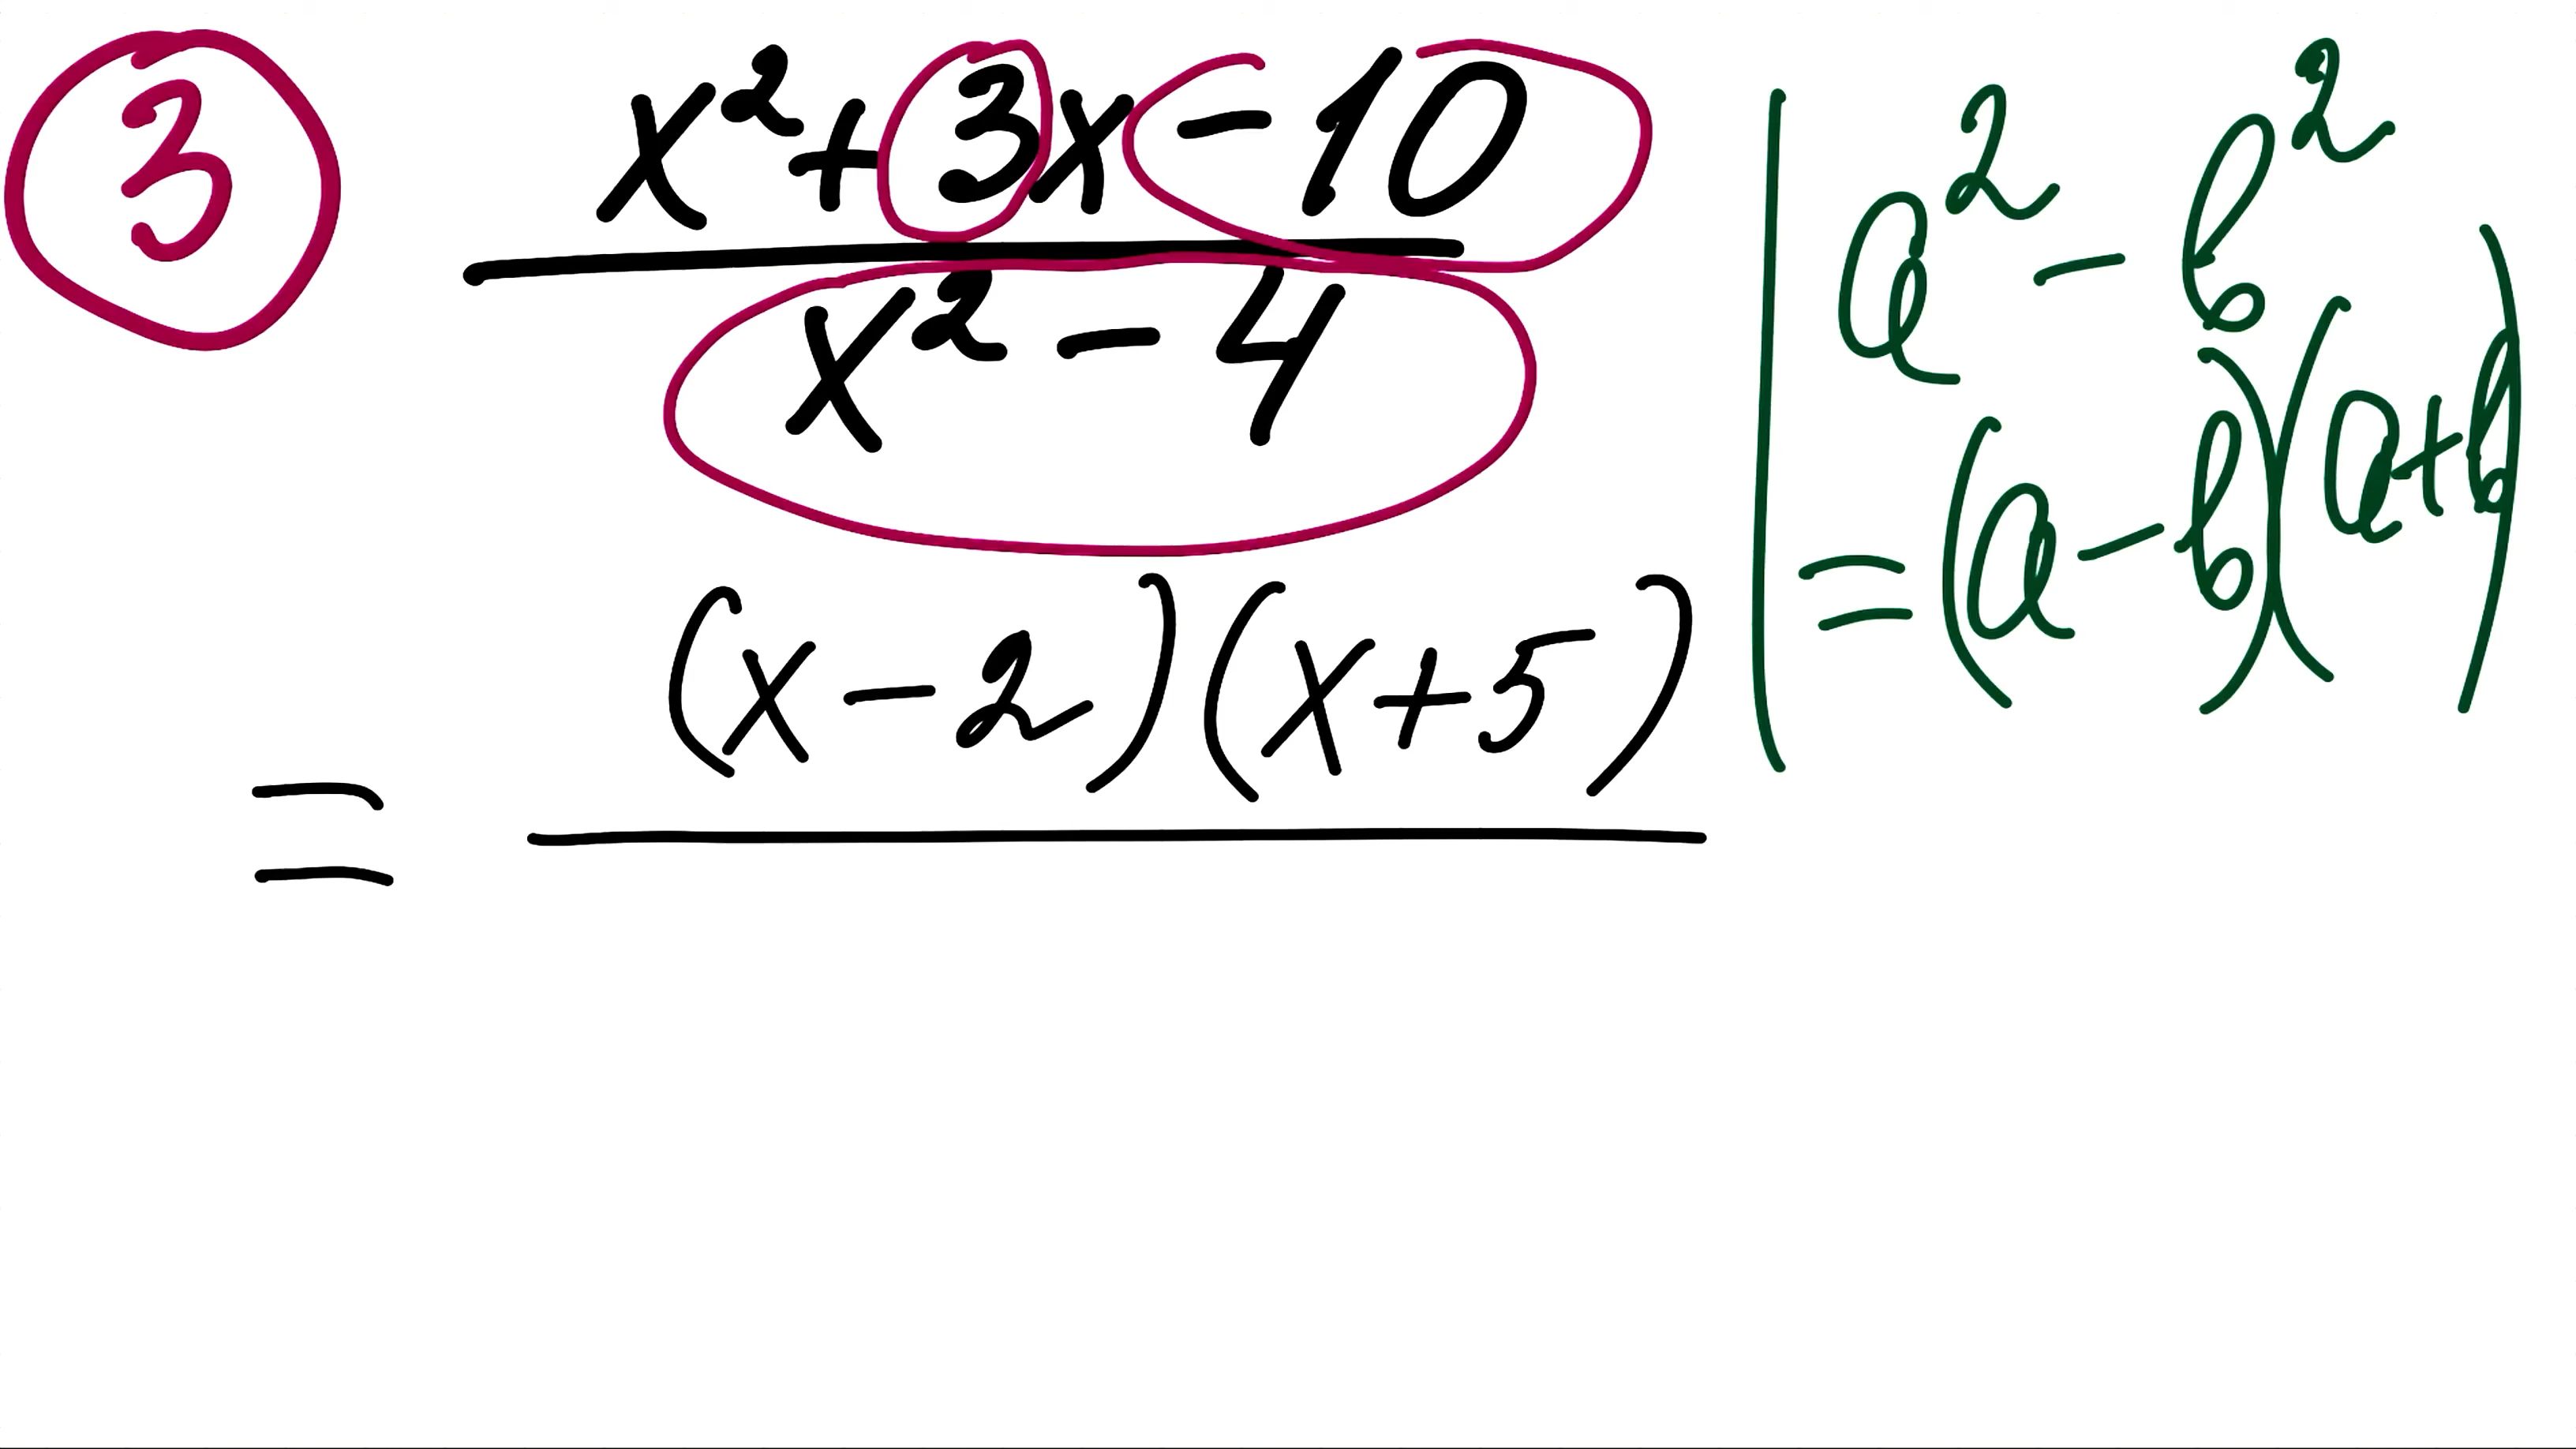 3
x² + 3x - 10
x² - 4
= (x - 2)(x + 5)
a² - b²
= (a - b)(a + b)